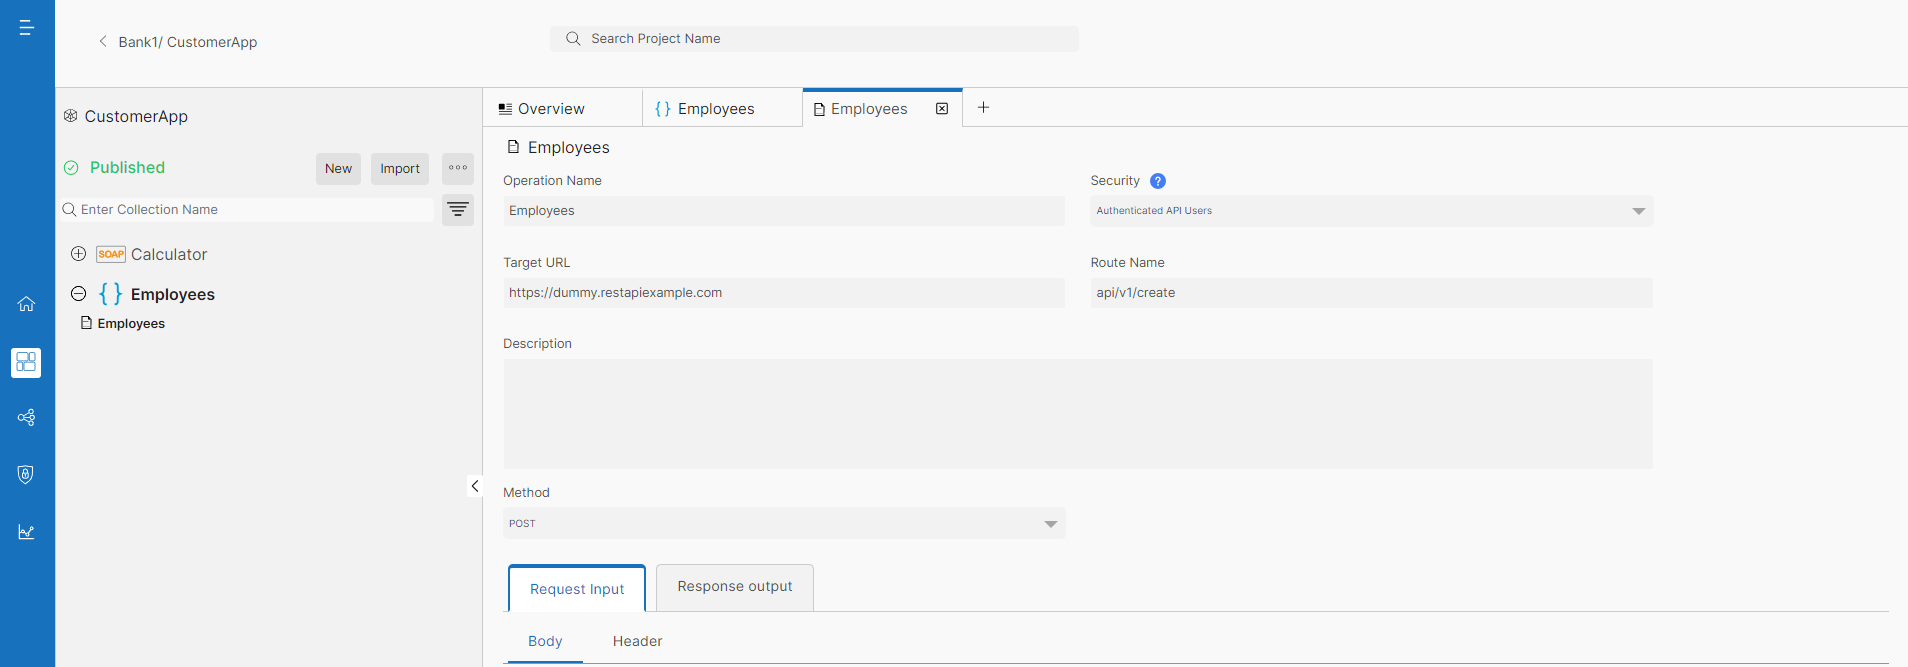 Bank1/ CustomerApp
Search Project Name
CustomerApp
Published
New
Import
Enter Collection Name
SOAP Calculator
{ } Employees
Employees
Overview
{ } Employees
Employees
+
Employees
Operation Name
Security ?
Employees
Authenticated API Users
Target URL
Route Name
https://dummy.restapiexample.com
api/v1/create
Description
Method
POST
Request Input
Response output
Body
Header